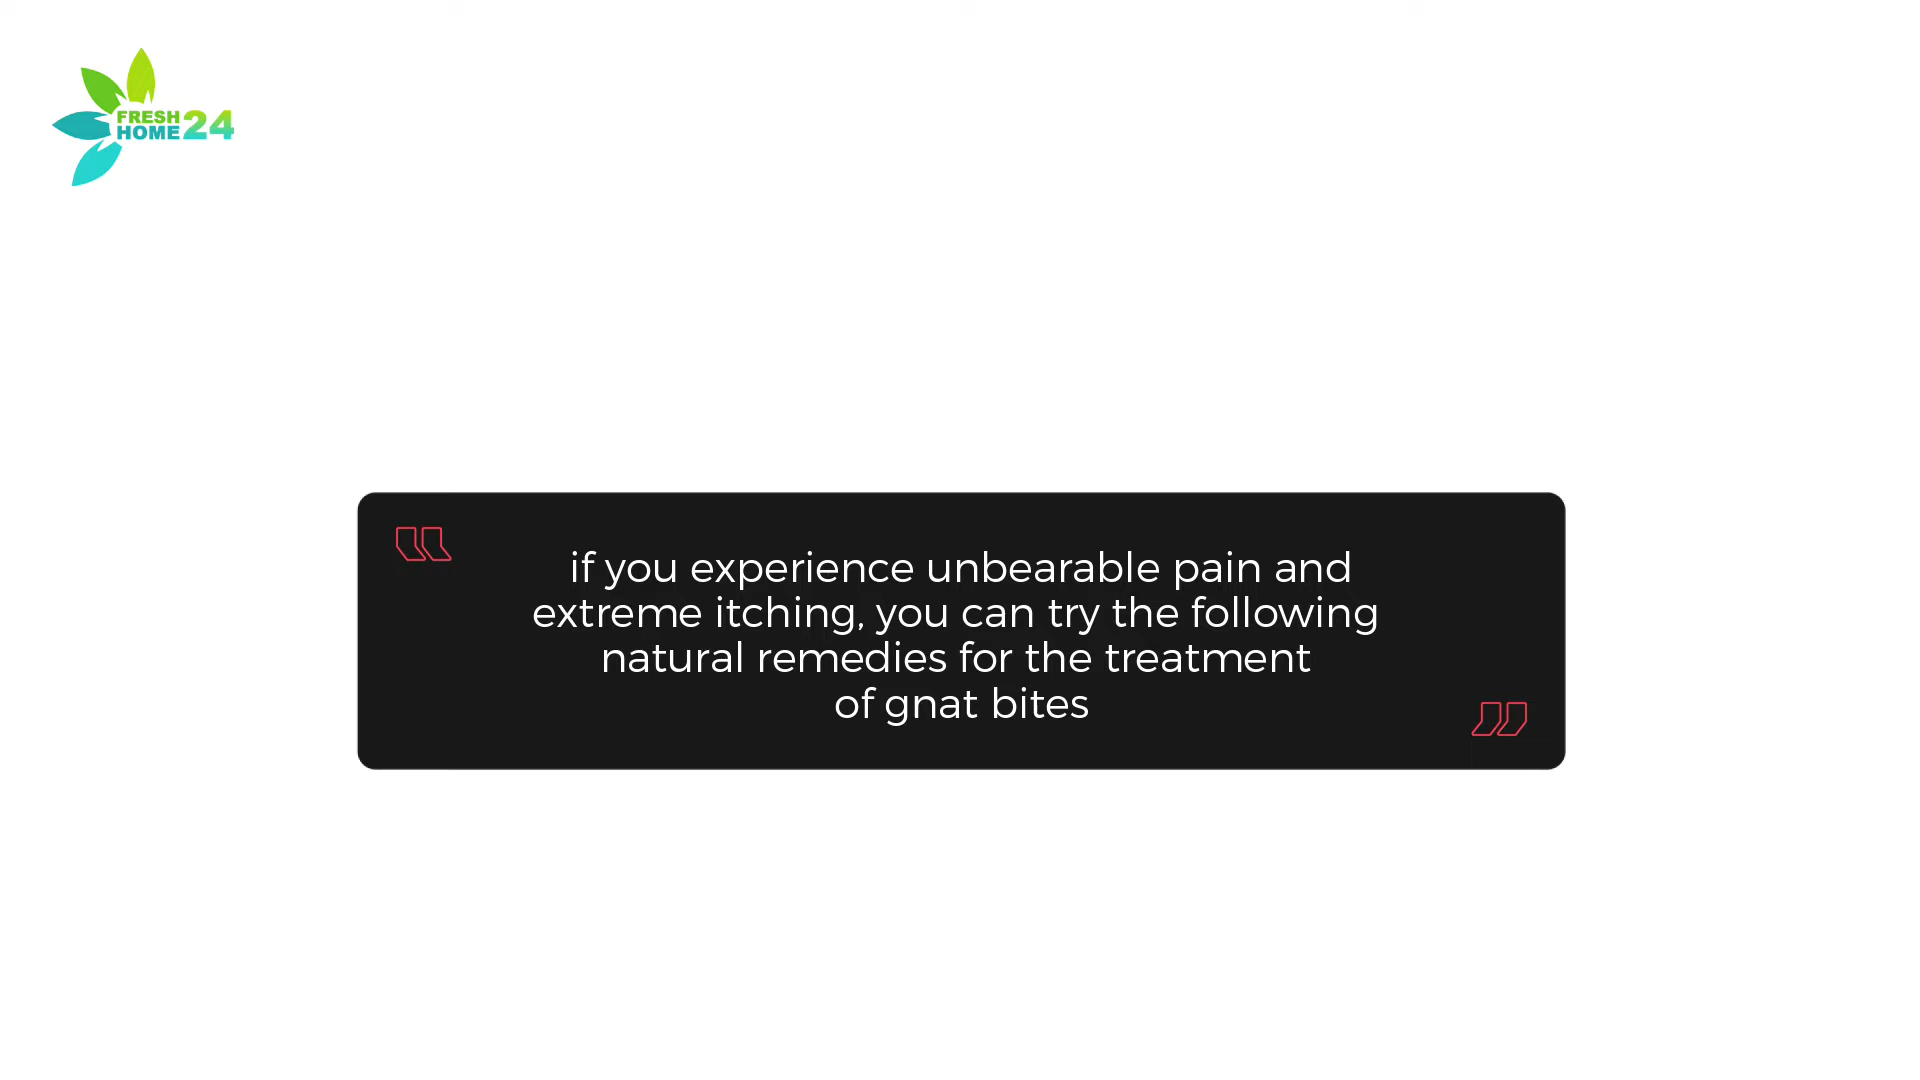 FRESH
HOME 24
if you experience unbearable pain and
extreme itching, you can try the following
natural remedies for the treatment
of gnat bites